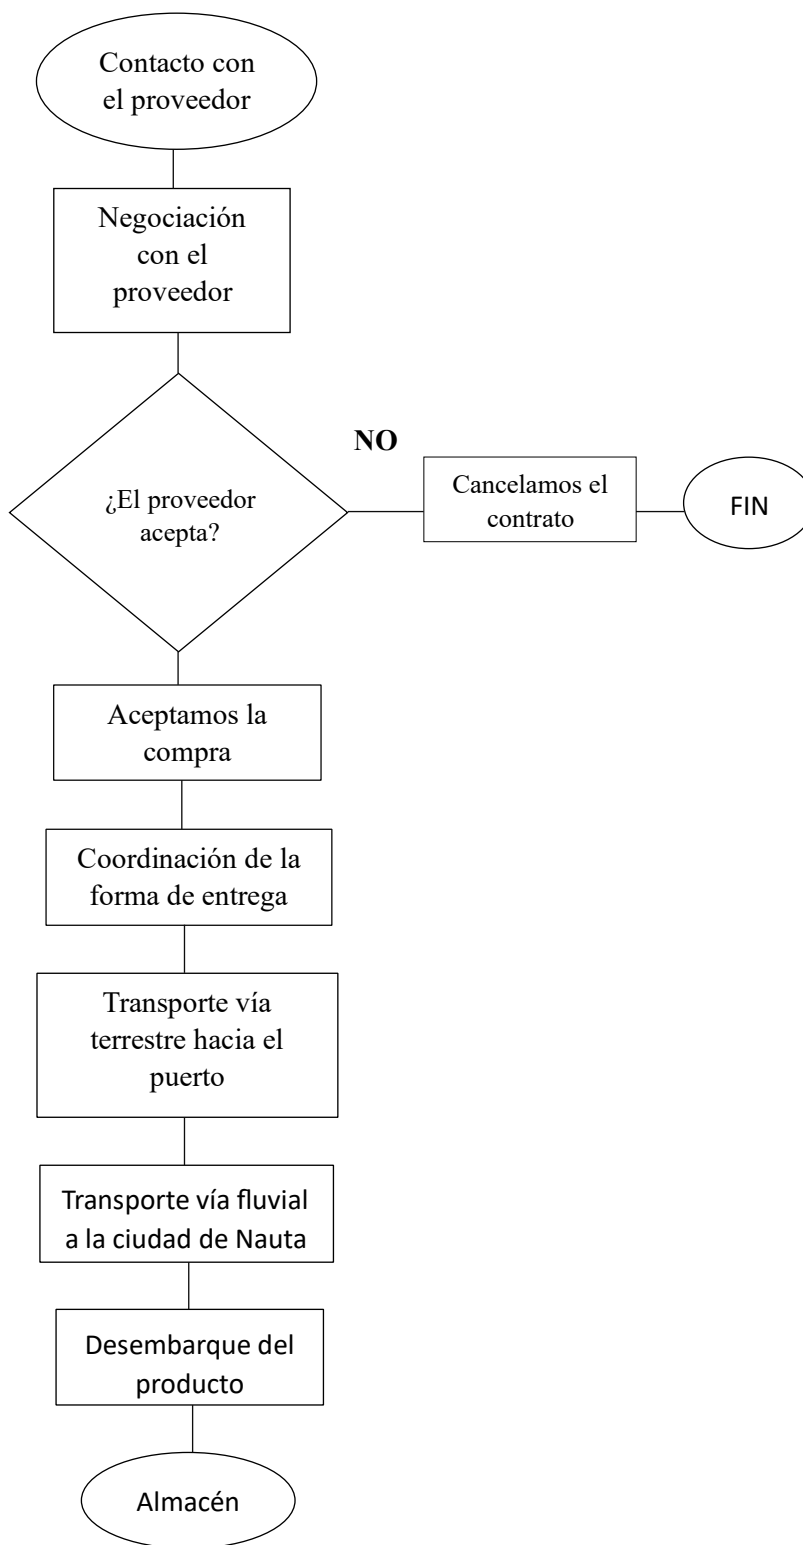 Contacto con
el proveedor
Negociación
con el
proveedor
¿El proveedor
acepta?
NO
Cancelamos el
contrato
FIN
Aceptamos la
compra
Coordinación de la
forma de entrega
Transporte vía
terrestre hacia el
puerto
Transporte vía fluvial
a la ciudad de Nauta
Desembarque del
producto
Almacén